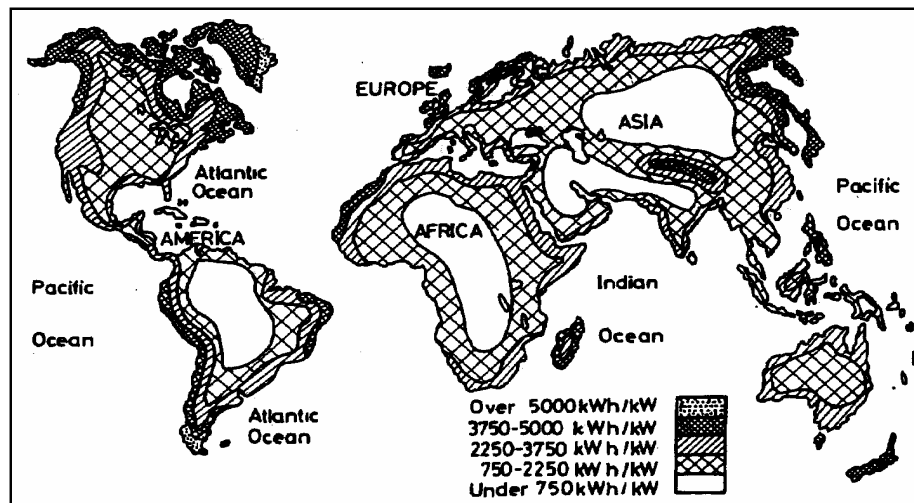 EUROPE
ASIA
Atlantic
Ocean
Pacific
Ocean
AMERICA
AFRICA
Pacific
Ocean
Indian
Ocean
Atlantic
Ocean
Over 5000kWh/kW
3750-5000 kWh/kW
2250-3750 kWh/kW
750-2250 kWh/kW
Under 750kWh/kW